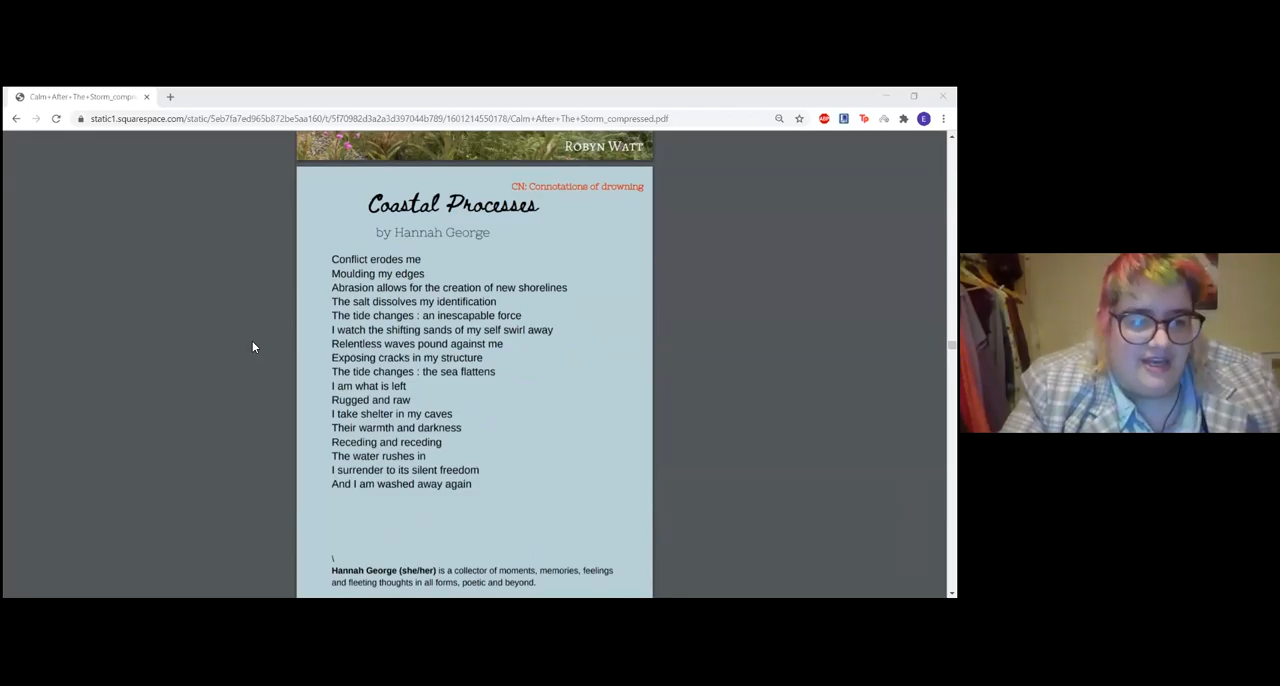 Calm+After+The+Storm_compre
static1.squarespace.com/static/5eb7fa7ed965b872be5aa160/t/5f70982d3a2a3d397044b789/1601214550178/Calm+After+The+Storm_compressed.pdf
ABP
Tp
E
ROBYN WATT
CN: Connotations of drowning
Coastal Processes
by Hannah George
Conflict erodes me
Moulding my edges
Abrasion allows for the creation of new shorelines
The salt dissolves my identification
The tide changes : an inescapable force
I watch the shifting sands of my self swirl away
Relentless waves pound against me
Exposing cracks in my structure
The tide changes : the sea flattens
I am what is left
Rugged and raw
I take shelter in my caves
Their warmth and darkness
Receding and receding
The water rushes in
I surrender to its silent freedom
And I am washed away again
\
Hannah George (she/her) is a collector of moments, memories, feelings
and fleeting thoughts in all forms, poetic and beyond.